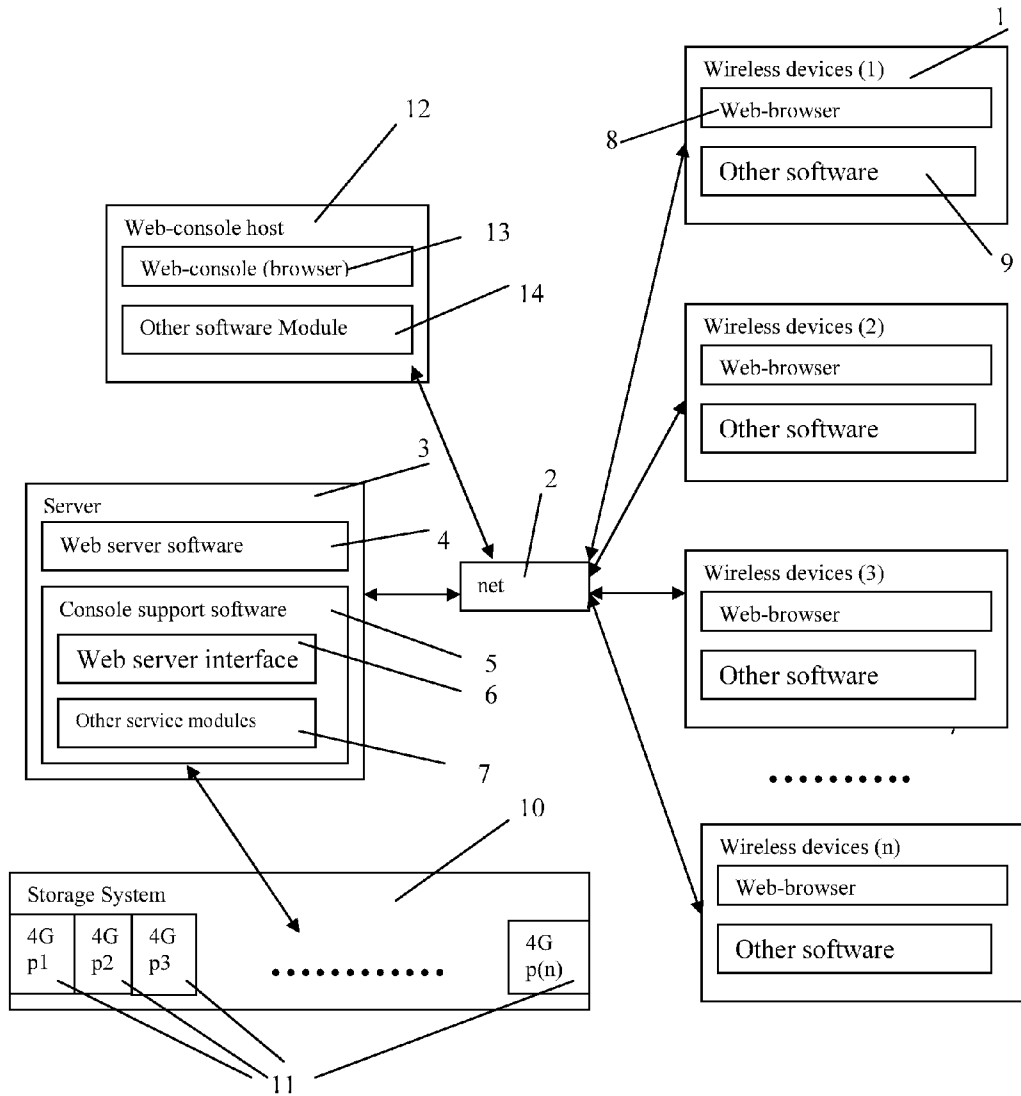 1
Wireless devices (1)
Web-browser
8
Other software
9
12
Web-console host
13
Web-console (browser)
14
Other software Module
Wireless devices (2)
Web-browser
Other software
3
Server
Web server software
4
Console support software
5
Web server interface
6
Other service modules
7
2
net
Wireless devices (3)
Web-browser
Other software
Wireless devices (n)
Web-browser
Other software
10
Storage System
4G
p1
4G
p2
4G
p3
4G
p(n)
11